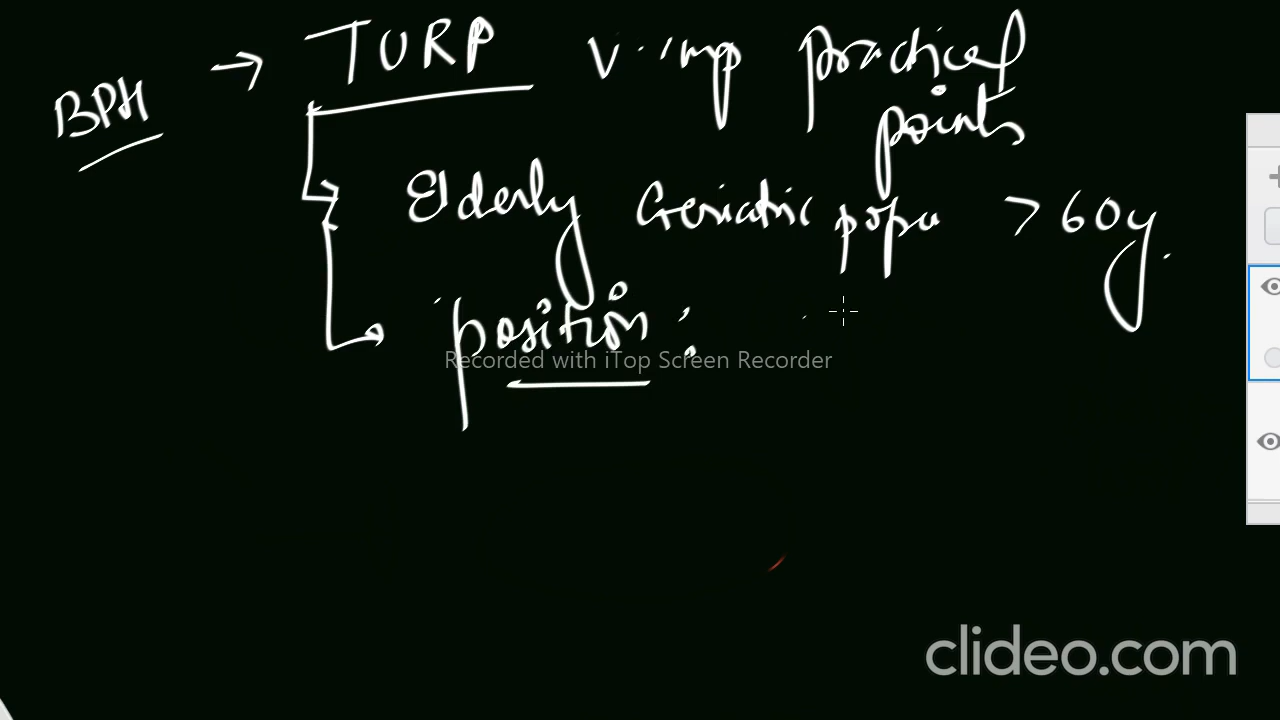 BPH → TURP v. imp practical
points
Elderly Geriatric popu > 60y.
position :
Recorded with iTop Screen Recorder
clideo.com